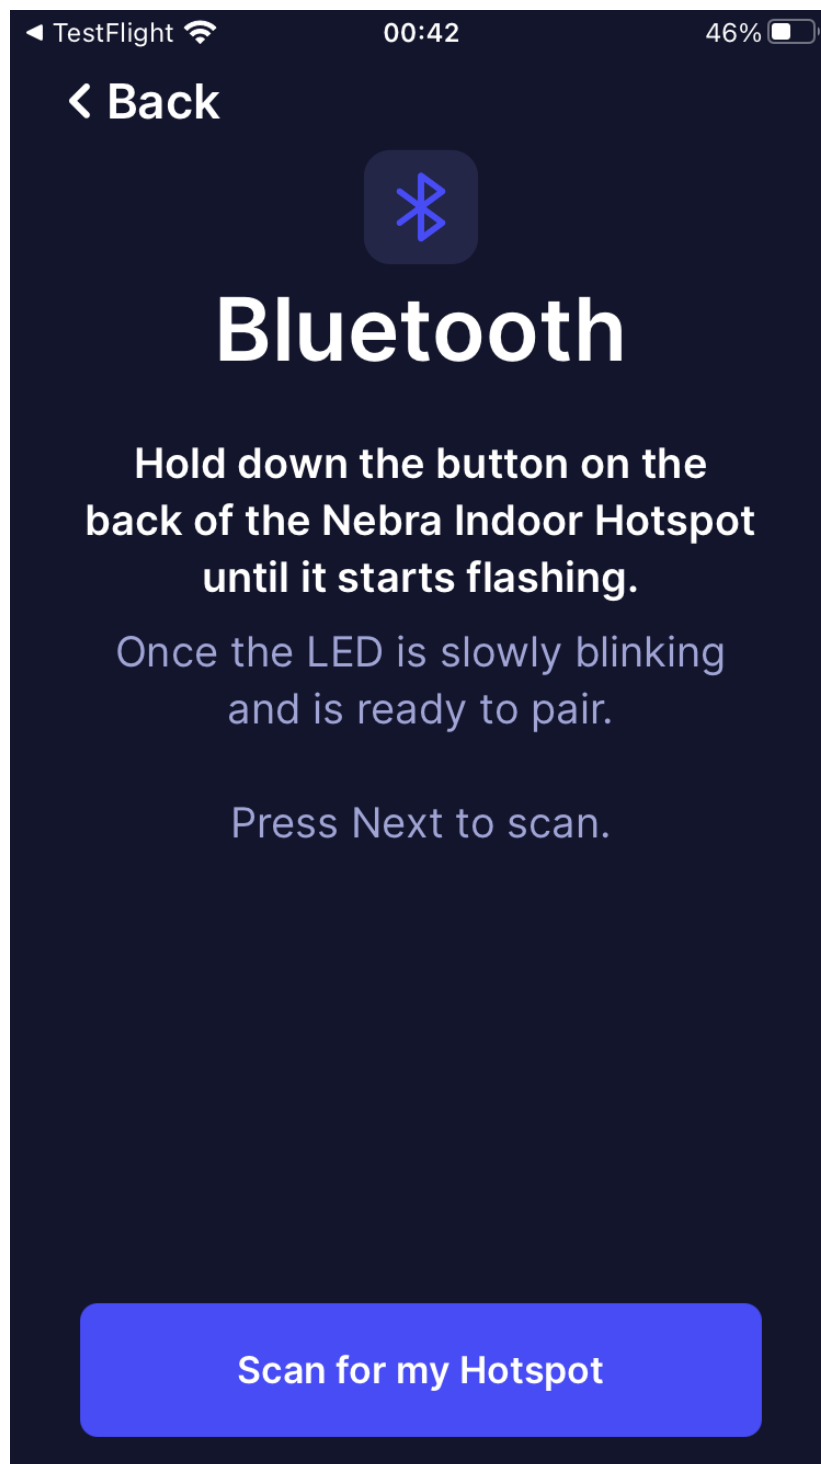 TestFlight 00:42 46%
Back
Bluetooth
Hold down the button on the
back of the Nebra Indoor Hotspot
until it starts flashing.
Once the LED is slowly blinking
and is ready to pair.
Press Next to scan.
Scan for my Hotspot